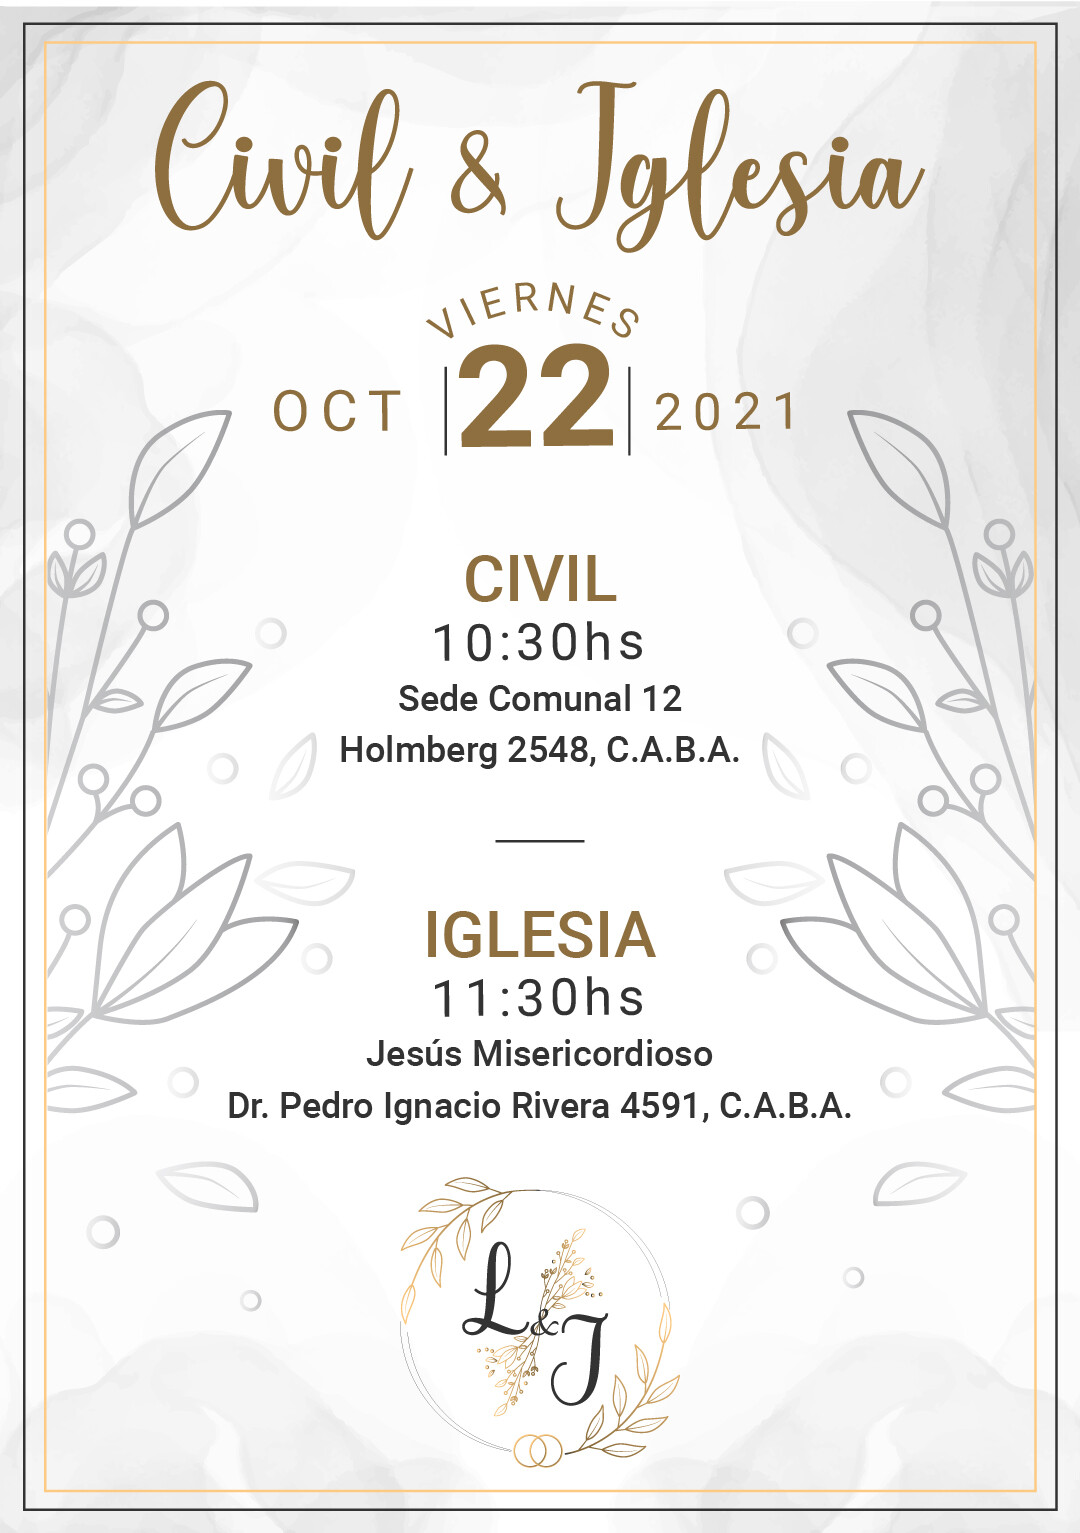 Civil & Iglesia
VIERNES
OCT 22 2021
CIVIL
10:30hs
Sede Comunal 12
Holmberg 2548, C.A.B.A.
IGLESIA
11:30hs
Jesús Misericordioso
Dr. Pedro Ignacio Rivera 4591, C.A.B.A.
L&J